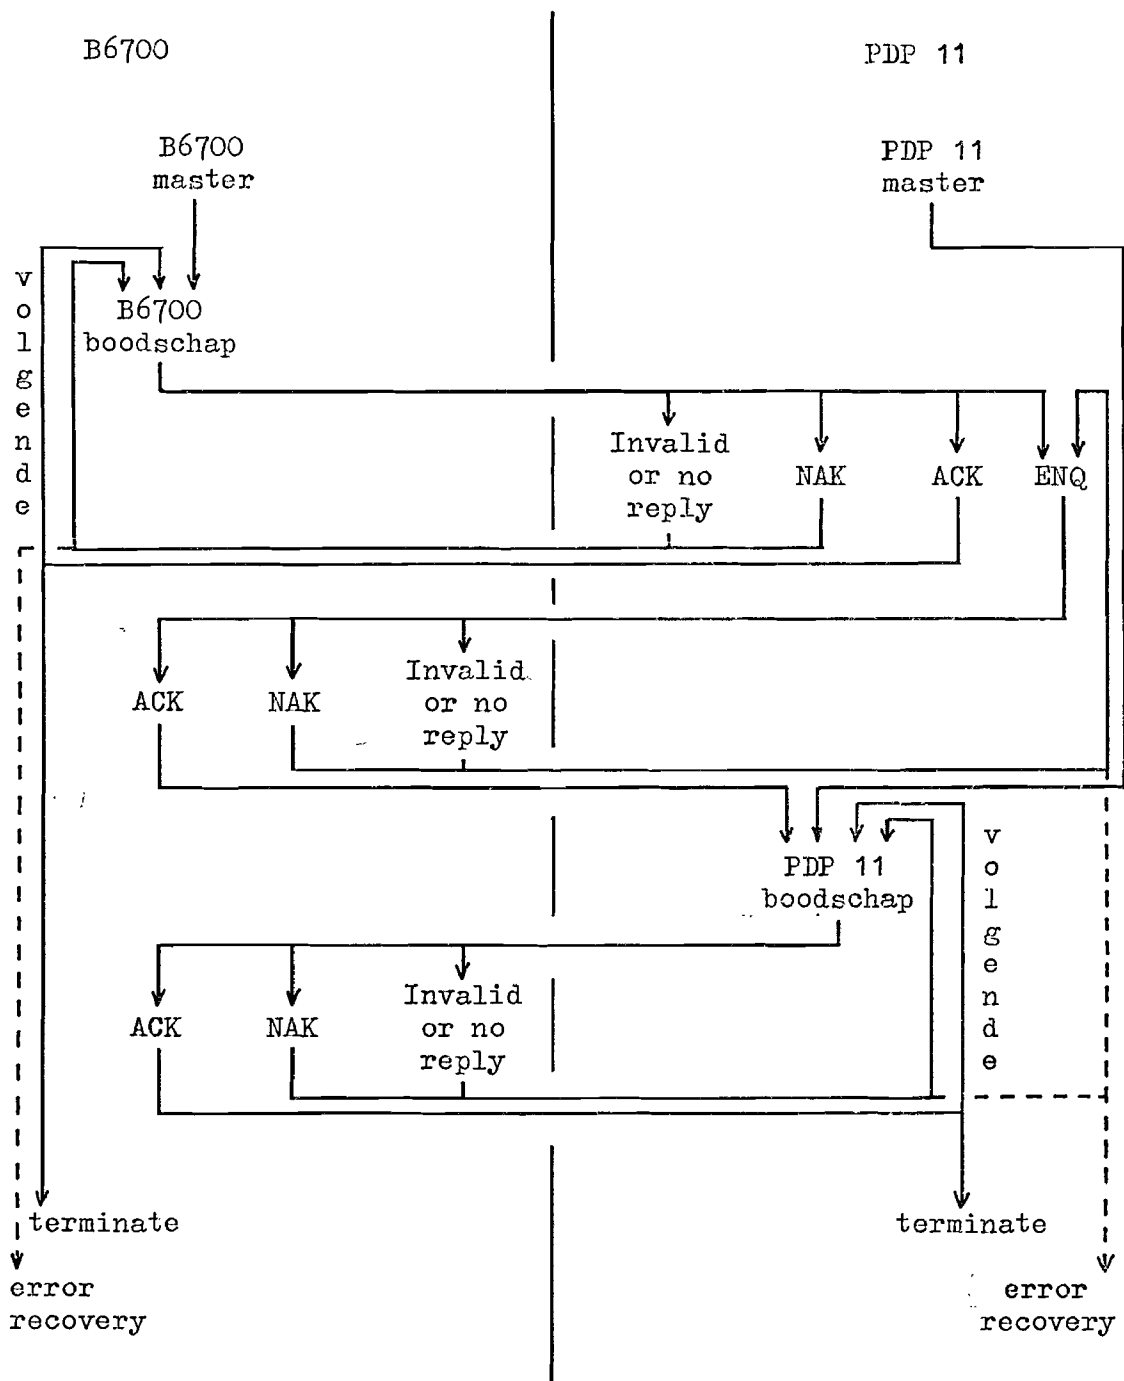 B6700
PDP 11
B6700
master
PDP 11
master
volgende
B6700
boodschap
Invalid
or no
reply
NAK
ACK
ENQ
ACK
NAK
Invalid
or no
reply
PDP 11
boodschap
volgende
ACK
NAK
Invalid
or no
reply
terminate
terminate
error
recovery
error
recovery